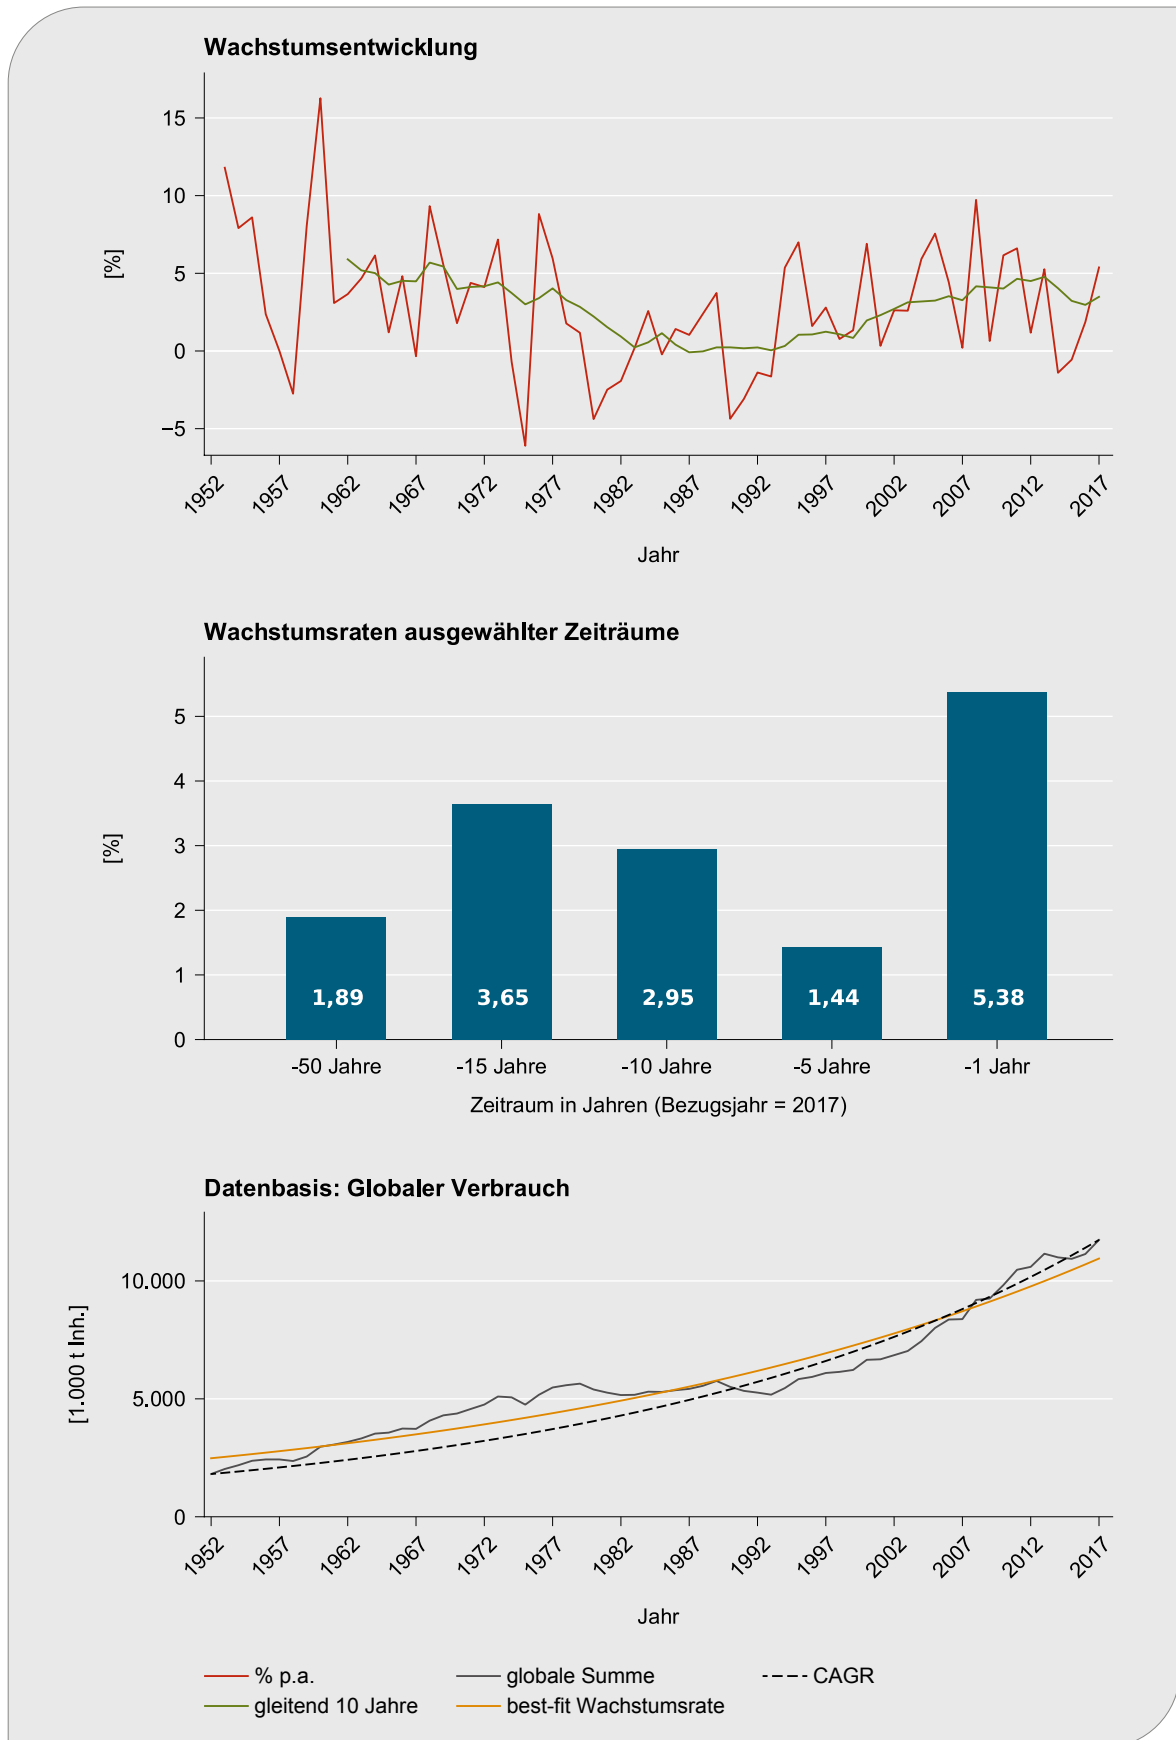 Wachstumsentwicklung
15
10
5
0
−5
[%]
1952 1957 1962 1967 1972 1977 1982 1987 1992 1997 2002 2007 2012 2017
Jahr
Wachstumsraten ausgewählter Zeiträume
5
4
3
2
1
0
[%]
1,89 3,65 2,95 1,44 5,38
-50 Jahre -15 Jahre -10 Jahre -5 Jahre -1 Jahr
Zeitraum in Jahren (Bezugsjahr = 2017)
Datenbasis: Globaler Verbrauch
10.000
5.000
0
[1.000 t Inh.]
1952 1957 1962 1967 1972 1977 1982 1987 1992 1997 2002 2007 2012 2017
Jahr
% p.a. globale Summe CAGR
gleitend 10 Jahre best-fit Wachstumsrate